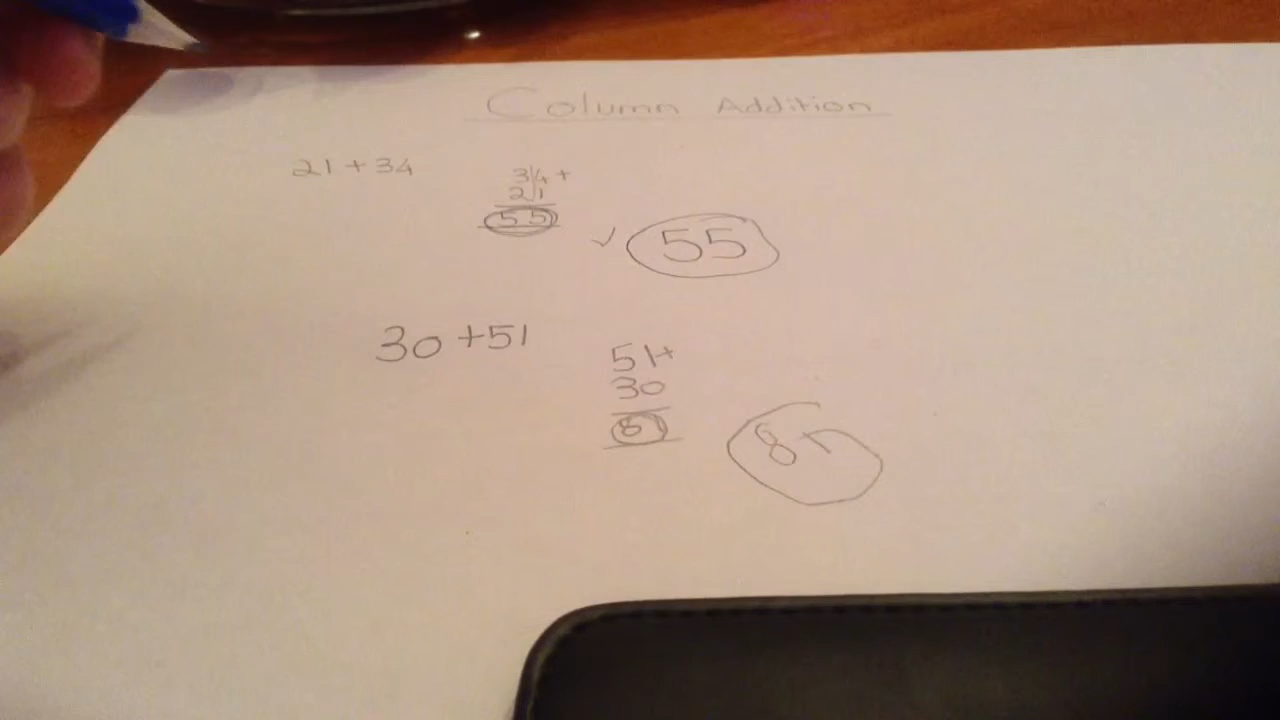 Column Addition
21 + 34
34 +
21
55
✓ 55
30 + 51
51 +
30
81
81